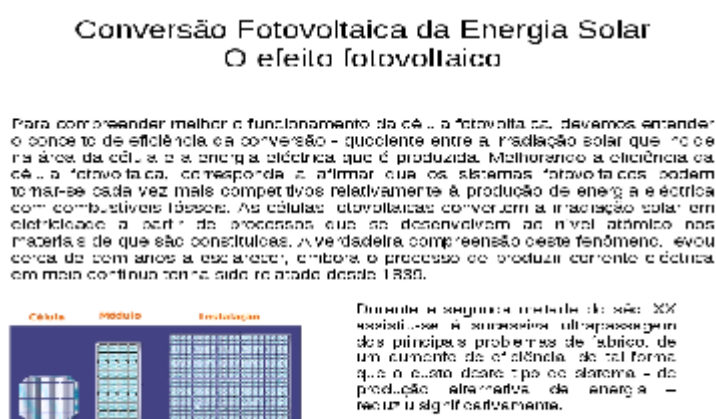 Conversão Fotovoltaica da Energia Solar
O efeito fotovoltaico
Para compreender melhor o funcionamento da célula fotovoltaica, devemos entender
o conceito de eficiência da conversão - quociente entre a irradiação solar que incide
na área da célula e a energia eléctrica que é produzida. Melhorando a eficiência da
célula fotovoltaica, corresponde a afirmar que os sistemas fotovoltaicos podem
tornar-se cada vez mais competitivos relativamente à produção de energia eléctrica
com combustíveis fósseis. As células fotovoltaicas convertem a irradiação solar em
eletricidade a partir de processos que se desenvolvem ao nível atómico nos
materiais de que são constituídas. A verdadeira compreensão deste fenómeno, levou
cerca de cem anos a esclarecer, embora o processo de produzir corrente eléctrica
em meio contínuo tenha sido relatado desde 1839.
Célula Módulo Instalaçao
Durante a segunda metade do séc. XX
assistiu-se à sucessiva ultrapassagem
dos principais problemas de fabrico, de
um aumento de eficiência, de tal forma
que o custo deste tipo de sistema - de
produção alternativa de energia –
reduziu significativamente.